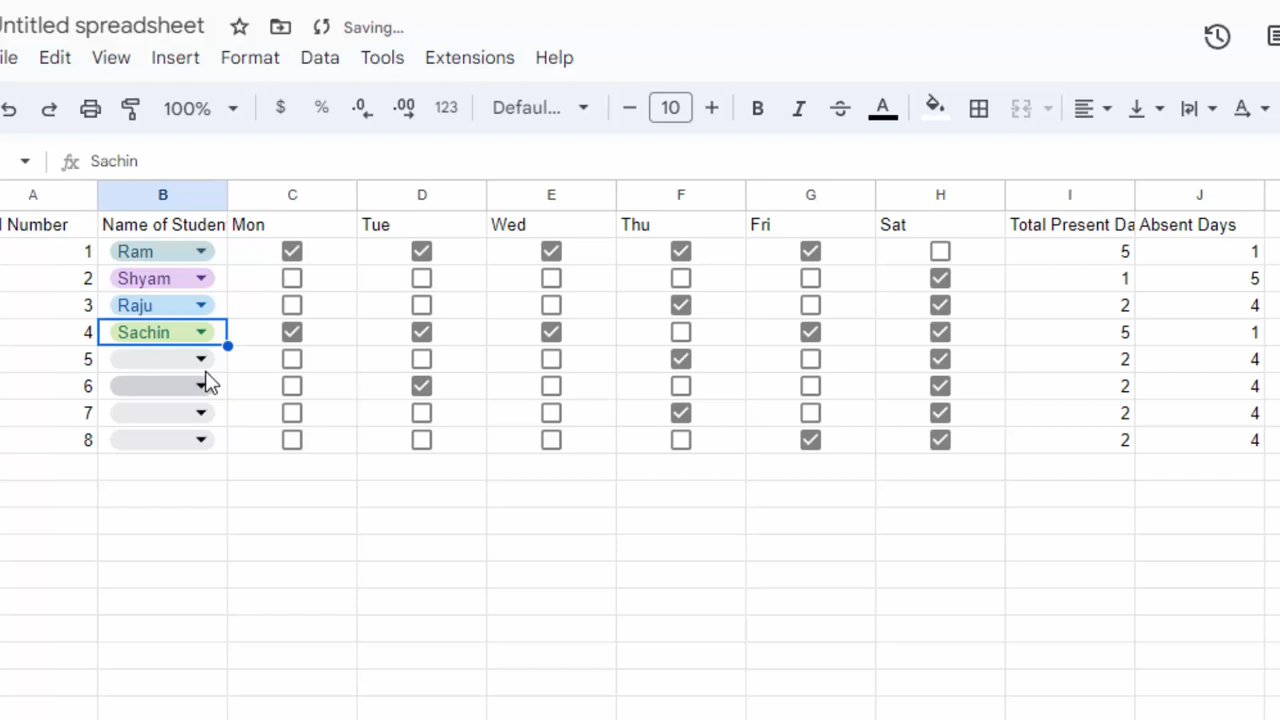 Untitled spreadsheet Saving...
ile Edit View Insert Format Data Tools Extensions Help
100% $ % .0 .00 123 Defaul... 10 B I A A
fx Sachin
A B C D E F G H I J
l Number Name of Studen Mon Tue Wed Thu Fri Sat Total Present Da Absent Days
1 Ram 5 1
2 Shyam 1 5
3 Raju 2 4
4 Sachin 5 1
5 2 4
6 2 4
7 2 4
8 2 4